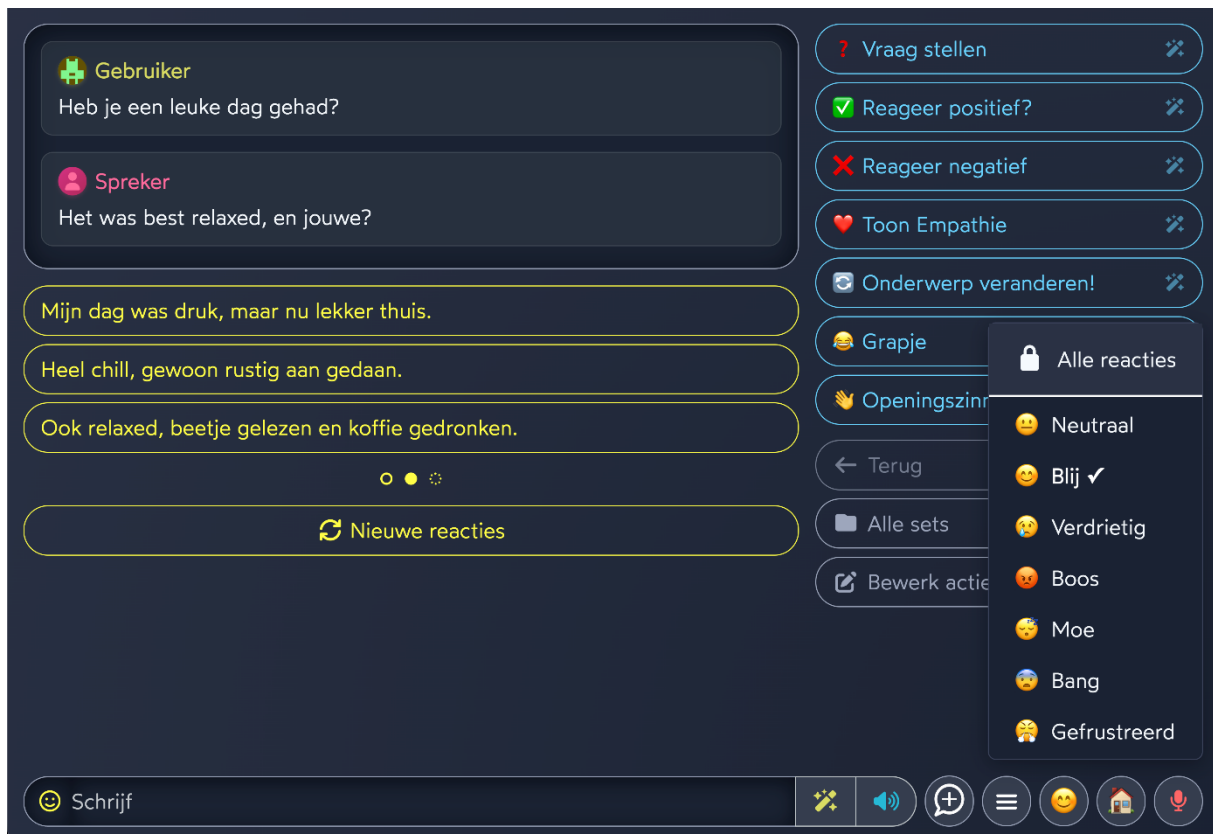 Gebruiker
Heb je een leuke dag gehad?
Spreker
Het was best relaxed, en jouwe?
Mijn dag was druk, maar nu lekker thuis.
Heel chill, gewoon rustig aan gedaan.
Ook relaxed, beetje gelezen en koffie gedronken.
Nieuwe reacties
Vraag stellen
Reageer positief?
Reageer negatief
Toon Empathie
Onderwerp veranderen!
Grapje
Openingszinn
Terug
Alle sets
Bewerk actie
Alle reacties
Neutraal
Blij ✓
Verdrietig
Boos
Moe
Bang
Gefrustreerd
Schrijf